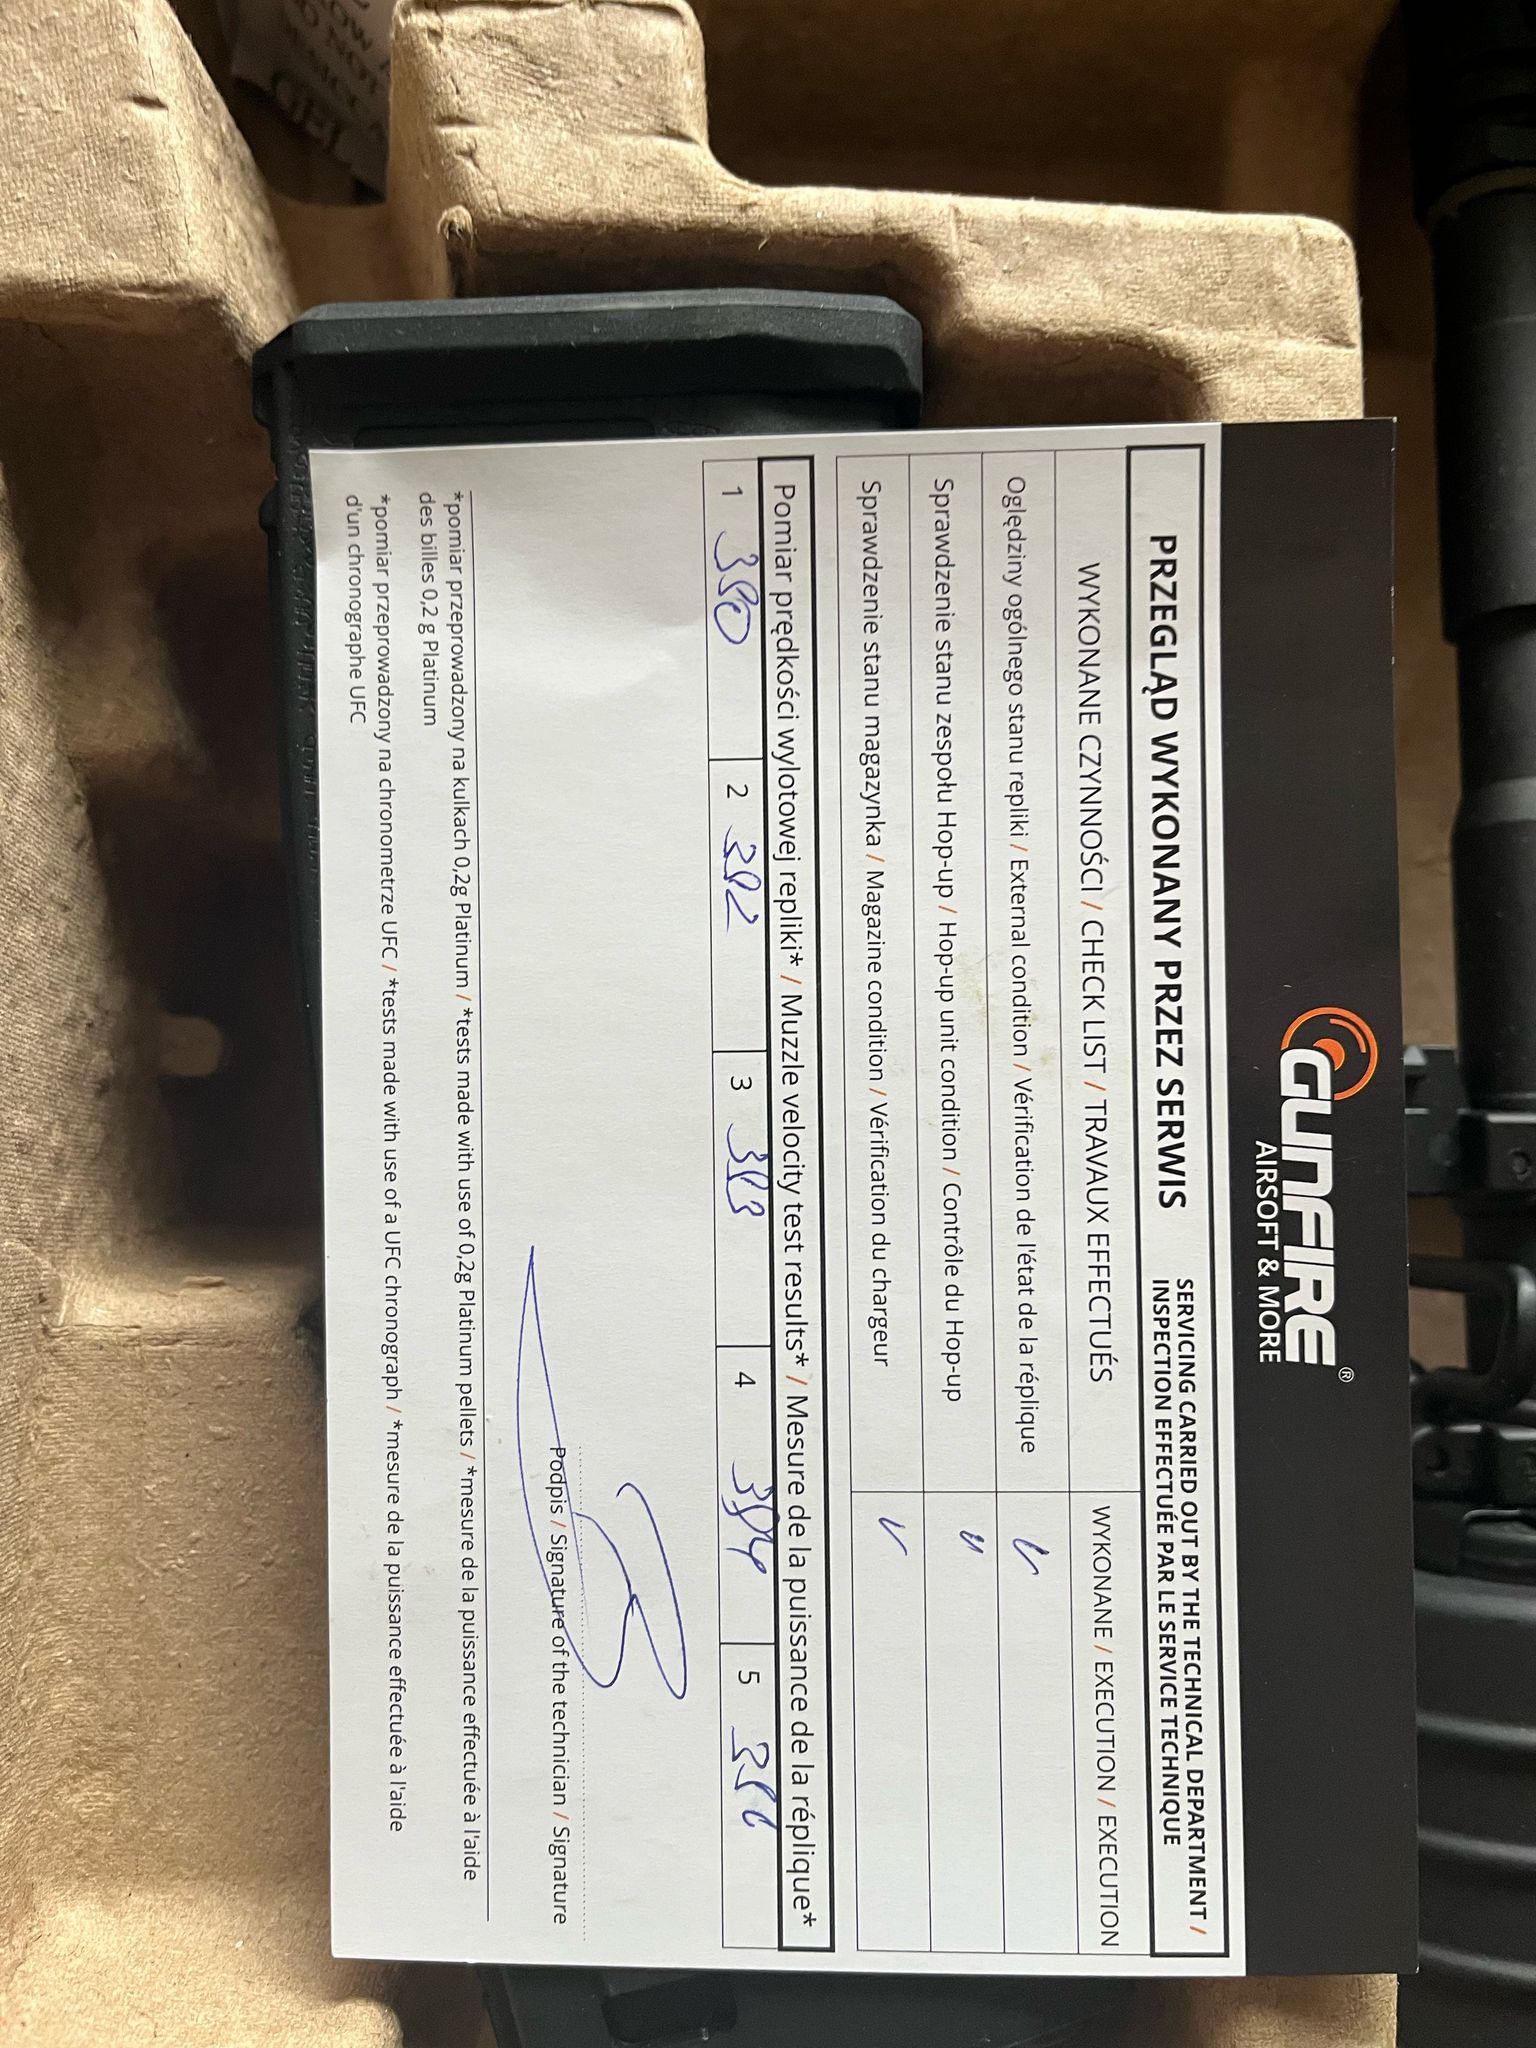 GUNFIRE®
AIRSOFT & MORE
PRZEGLĄD WYKONANY PRZEZ SERWIS
SERVICING CARRIED OUT BY THE TECHNICAL DEPARTMENT /
INSPECTION EFFECTUÉE PAR LE SERVICE TECHNIQUE
WYKONANE CZYNNOŚCI / CHECK LIST / TRAVAUX EFFECTUÉS
WYKONANE / EXECUTION / EXECUTION
Oględziny ogólnego stanu repliki / External condition / Vérification de l'état de la réplique
Sprawdzenie stanu zespołu Hop-up / Hop-up unit condition / Contrôle du Hop-up
Sprawdzenie stanu magazynka / Magazine condition / Vérification du chargeur
Pomiar prędkości wylotowej repliki* / Muzzle velocity test results* / Mesure de la puissance de la réplique*
1 380 2 382 3 383 4 384 5
Podpis / Signature of the technician / Signature
*pomiar przeprowadzony na kulkach 0,2g Platinum / *tests made with use of 0,2g Platinum pellets / *mesure de la puissance effectuée à l'aide
des billes 0,2 g Platinum
*pomiar przeprowadzony na chronometrze UFC / *tests made with use of a UFC chronograph / *mesure de la puissance effectuée à l'aide
d'un chronographe UFC